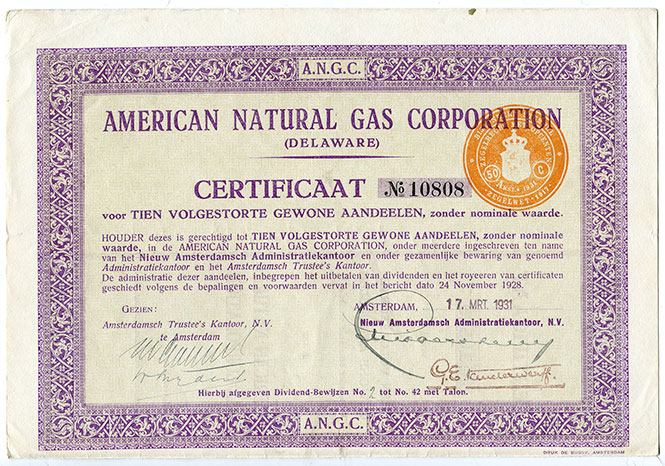 A.N.G.C.
AMERICAN NATURAL GAS CORPORATION
(DELAWARE)
CERTIFICAAT № 10808
voor TIEN VOLGESTORTE GEWONE AANDEELEN, zonder nominale waarde.
HOUDER dezes is gerechtigd tot TIEN VOLGESTORTE GEWONE AANDEELEN, zonder nominale
waarde, in de AMERICAN NATURAL GAS CORPORATION, onder meerdere ingeschreven ten name
van het Nieuw Amsterdamsch Administratiekantoor en onder gezamenlijke bewaring van genoemd
Administratiekantoor en het Amsterdamsch Trustee's Kantoor.
De administratie dezer aandeelen, inbegrepen het uitbetalen van dividenden en het royeeren van certificaten
geschiedt volgens de bepalingen en voorwaarden vervat in het bericht dato 24 November 1928.
GEZIEN:
Amsterdamsch Trustee's Kantoor, N.V.
te Amsterdam
AMSTERDAM, 17 MRT. 1931
Nieuw Amsterdamsch Administratiekantoor, N.V.
Hierbij afgegeven Dividend-Bewijzen No. 2 tot No. 42 met Talon.
A.N.G.C.
DRUK DE BUSSY, AMSTERDAM
50 C
ZEGELWET 1917